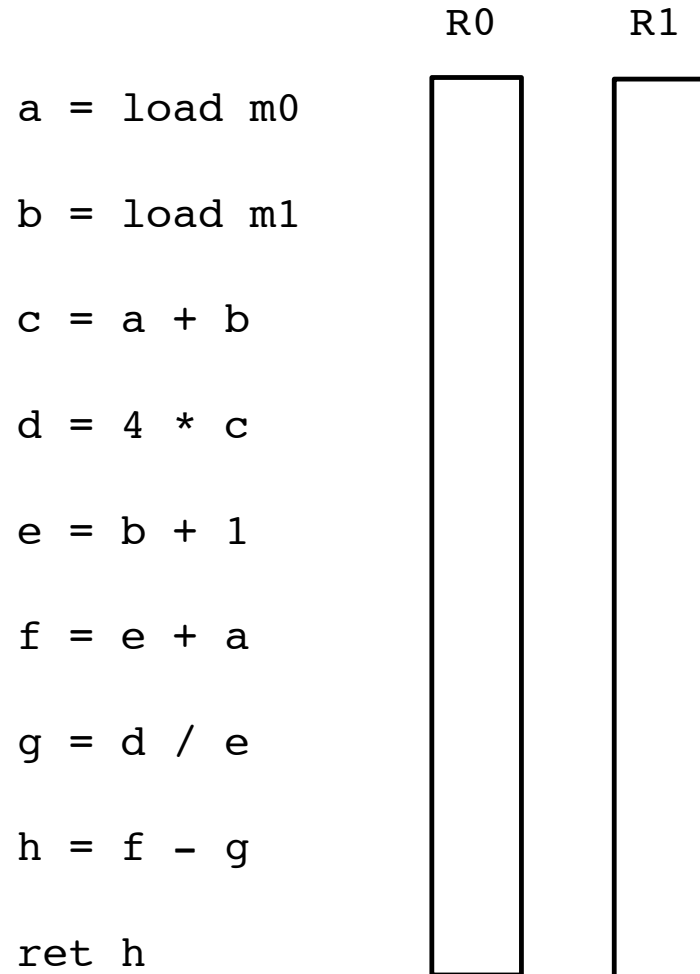 R0 R1
a = load m0
b = load m1
c = a + b
d = 4 * c
e = b + 1
f = e + a
g = d / e
h = f - g
ret h